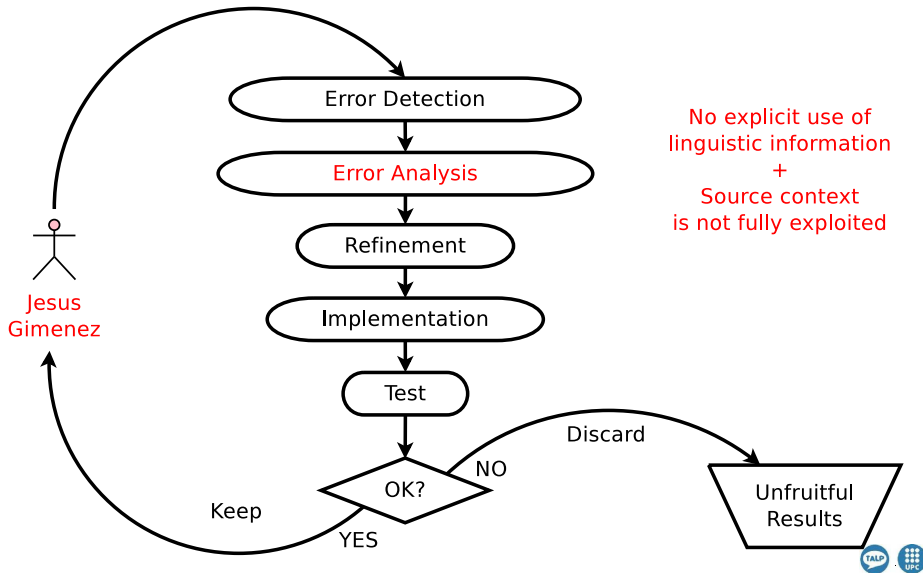 Error Detection
No explicit use of
linguistic information
+
Source context
is not fully exploited
Error Analysis
Refinement
Jesus
Gimenez
Implementation
Test
Discard
NO
OK?
Unfruitful
Results
Keep
YES
TALP
UPC